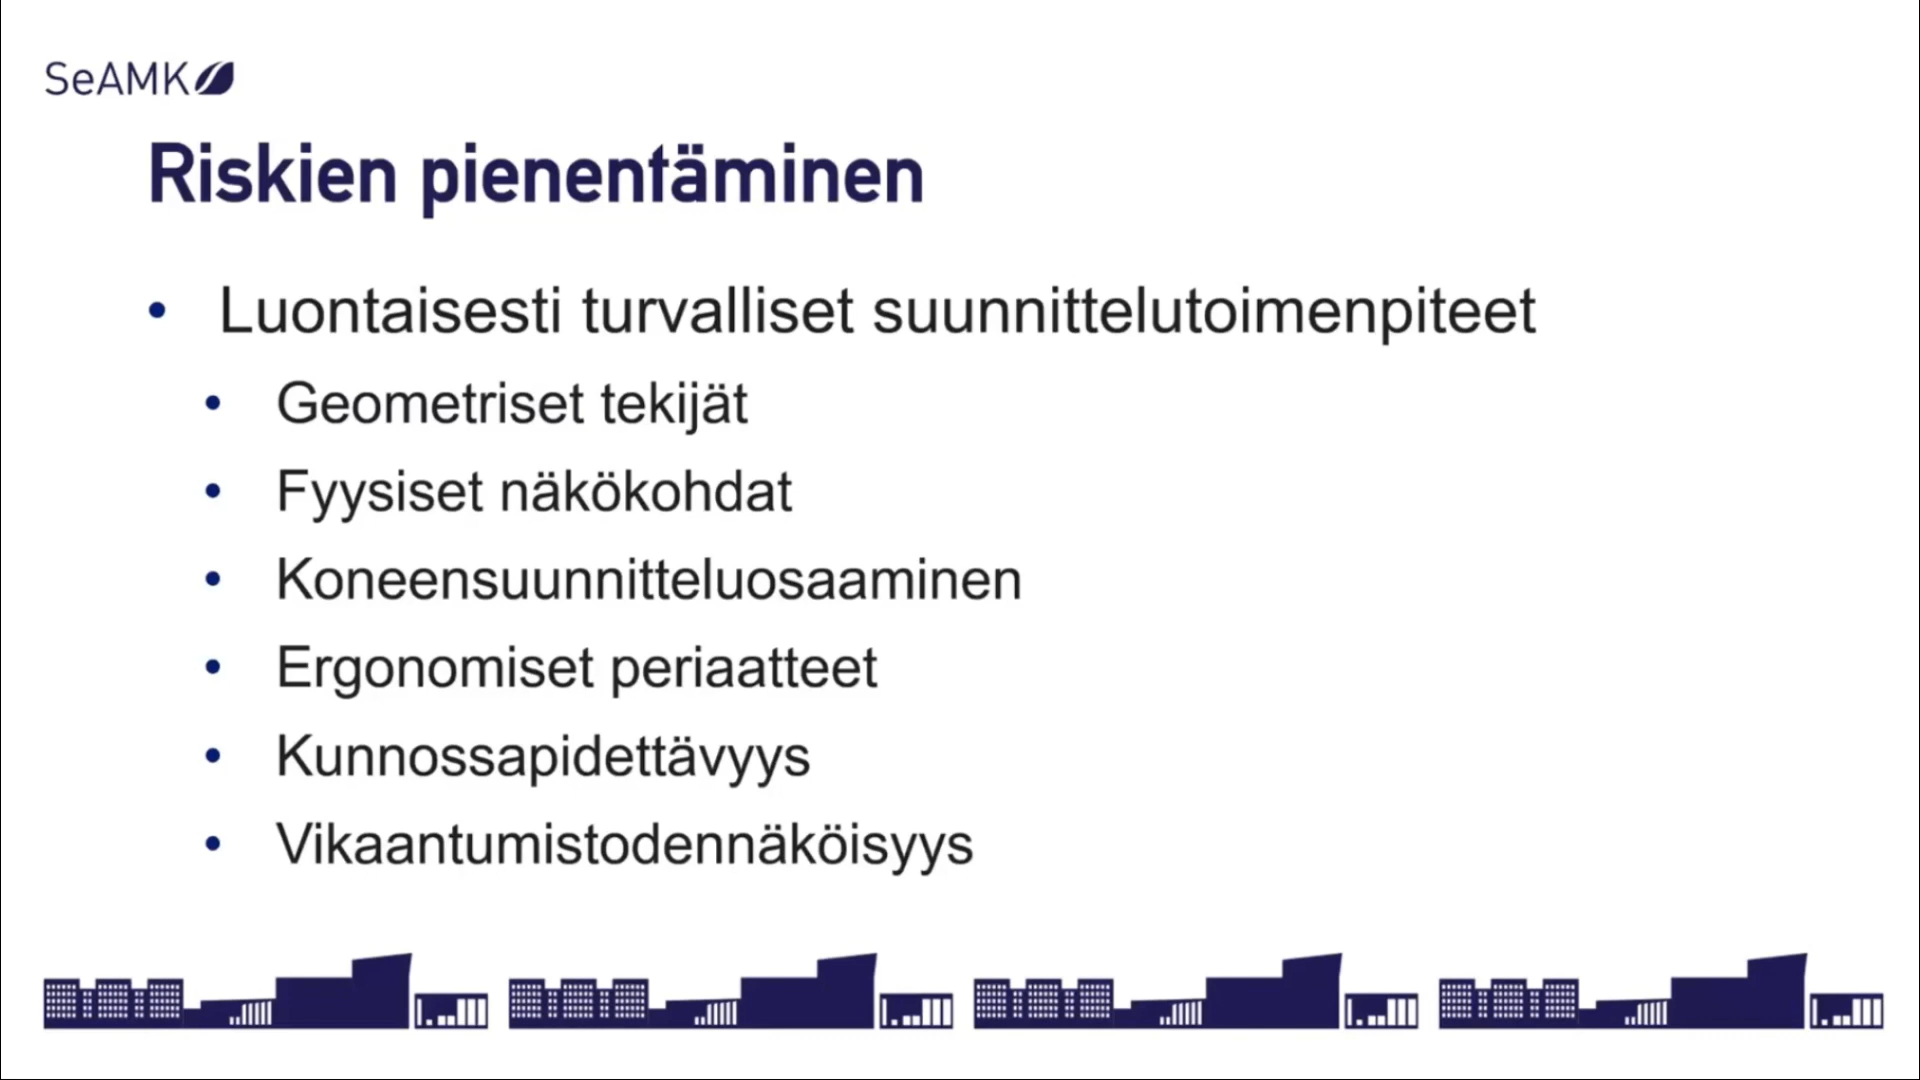 SeAMK
Riskien pienentäminen
• Luontaisesti turvalliset suunnittelutoimenpiteet
• Geometriset tekijät
• Fyysiset näkökohdat
• Koneensuunnitteluosaaminen
• Ergonomiset periaatteet
• Kunnossapidettävyys
• Vikaantumistodennäköisyys